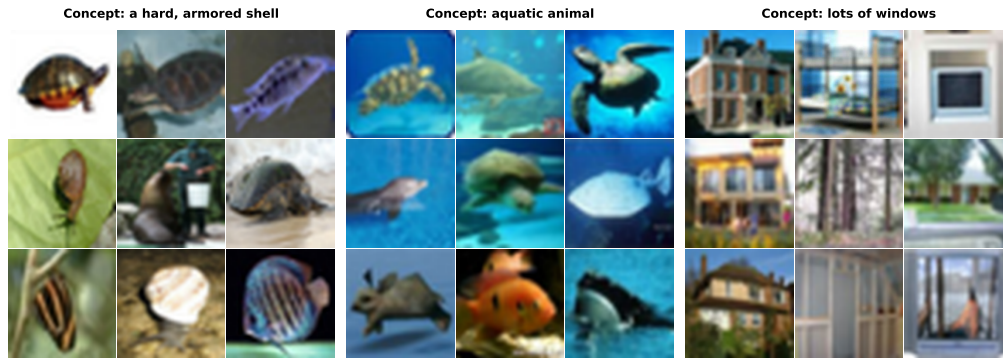 Concept: a hard, armored shell
Concept: aquatic animal
Concept: lots of windows